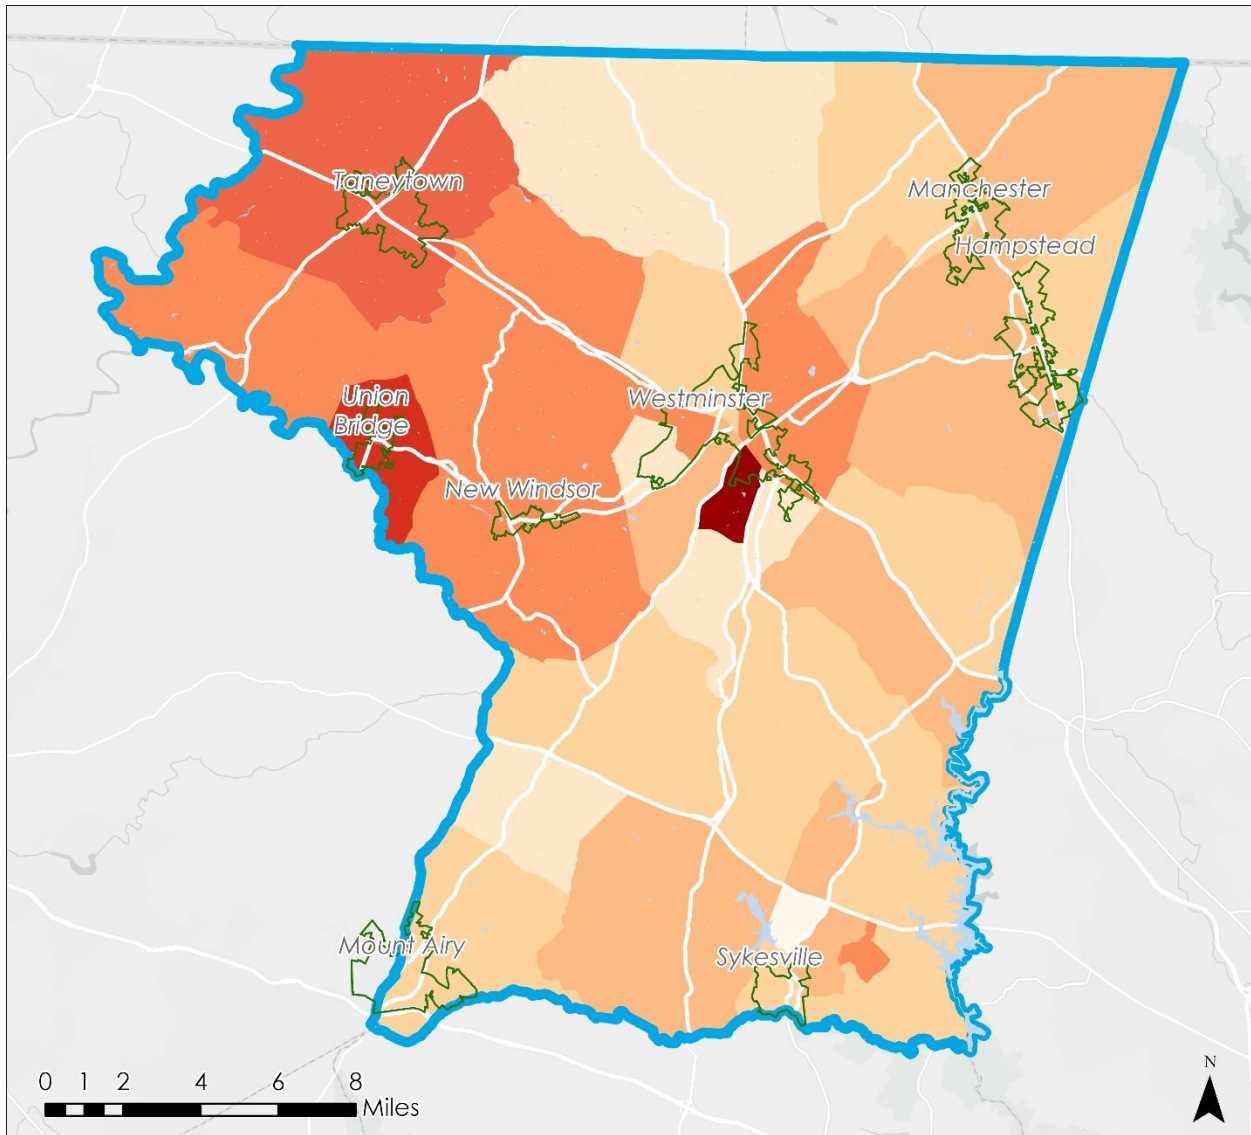 Taneytown
Manchester
Hampstead
Union
Bridge
Westminster
New Windsor
Mount Airy
Sykesville
0 1 2 4 6 8
Miles
N